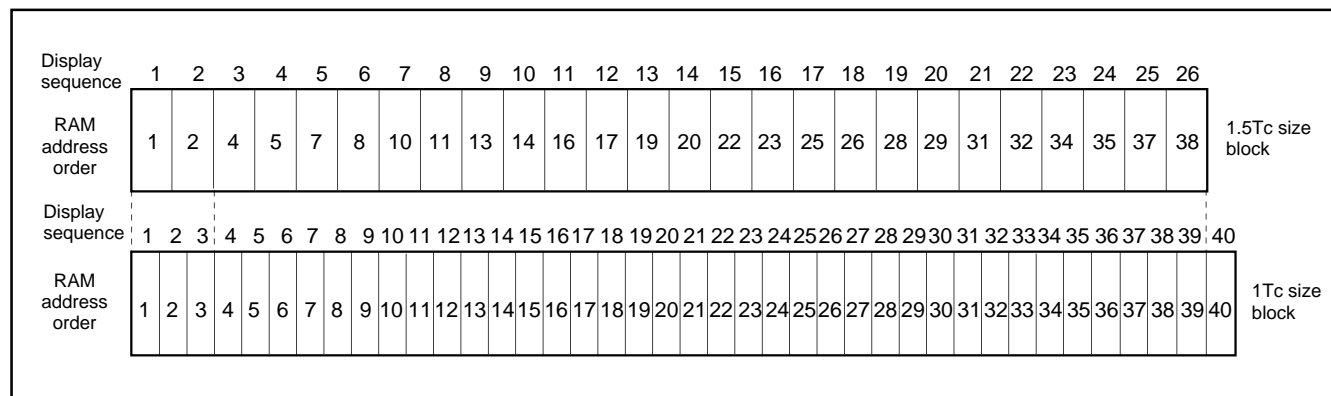 Display
sequence
1 2 3 4 5 6 7 8 9 10 11 12 13 14 15 16 17 18 19 20 21 22 23 24 25 26
RAM
address
order
1 2 4 5 7 8 10 11 13 14 16 17 19 20 22 23 25 26 28 29 31 32 34 35 37 38
1.5Tc size
block
Display
sequence
1 2 3 4 5 6 7 8 9 10 11 12 13 14 15 16 17 18 19 20 21 22 23 24 25 26 27 28 29 30 31 32 33 34 35 36 37 38 39 40
RAM
address
order
1 2 3 4 5 6 7 8 9 10 11 12 13 14 15 16 17 18 19 20 21 22 23 24 25 26 27 28 29 30 31 32 33 34 35 36 37 38 39 40
1Tc size
block